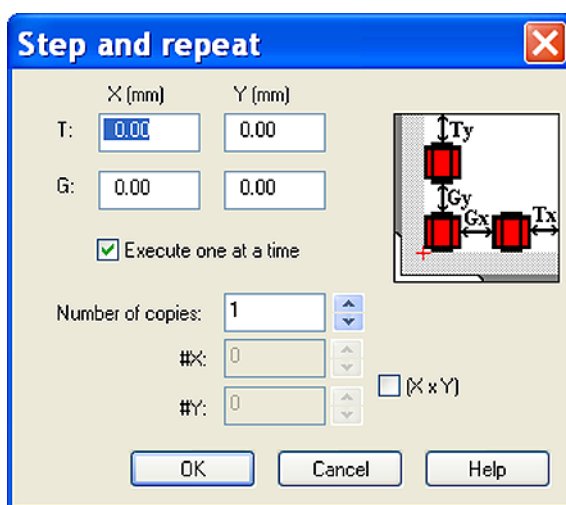 Step and repeat
X (mm) Y (mm)
T: 0.00 0.00
G: 0.00 0.00
Ty
Gy
Gx Tx
Execute one at a time
Number of copies: 1
#X: 0
(X x Y)
#Y: 0
OK Cancel Help